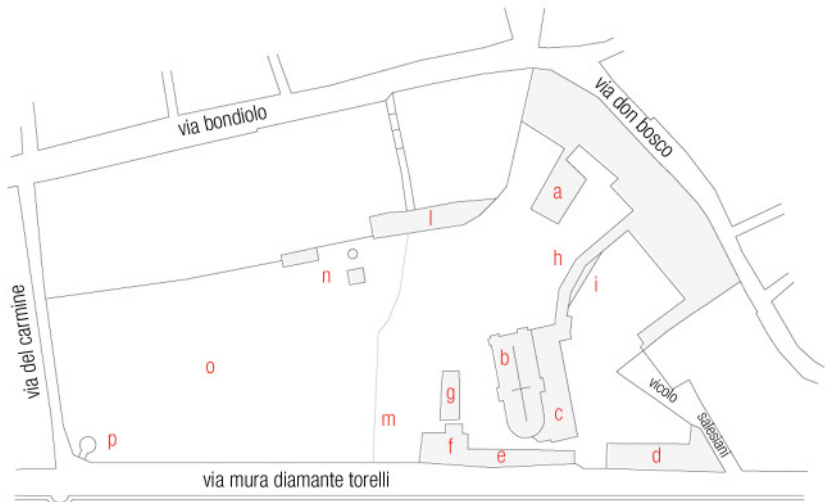 via bondiolo
via don bosco
a
l
h
i
n
via del carmine
o
b
g
vicolo
salesiani
c
m
p
f
e
d
via mura diamante torelli